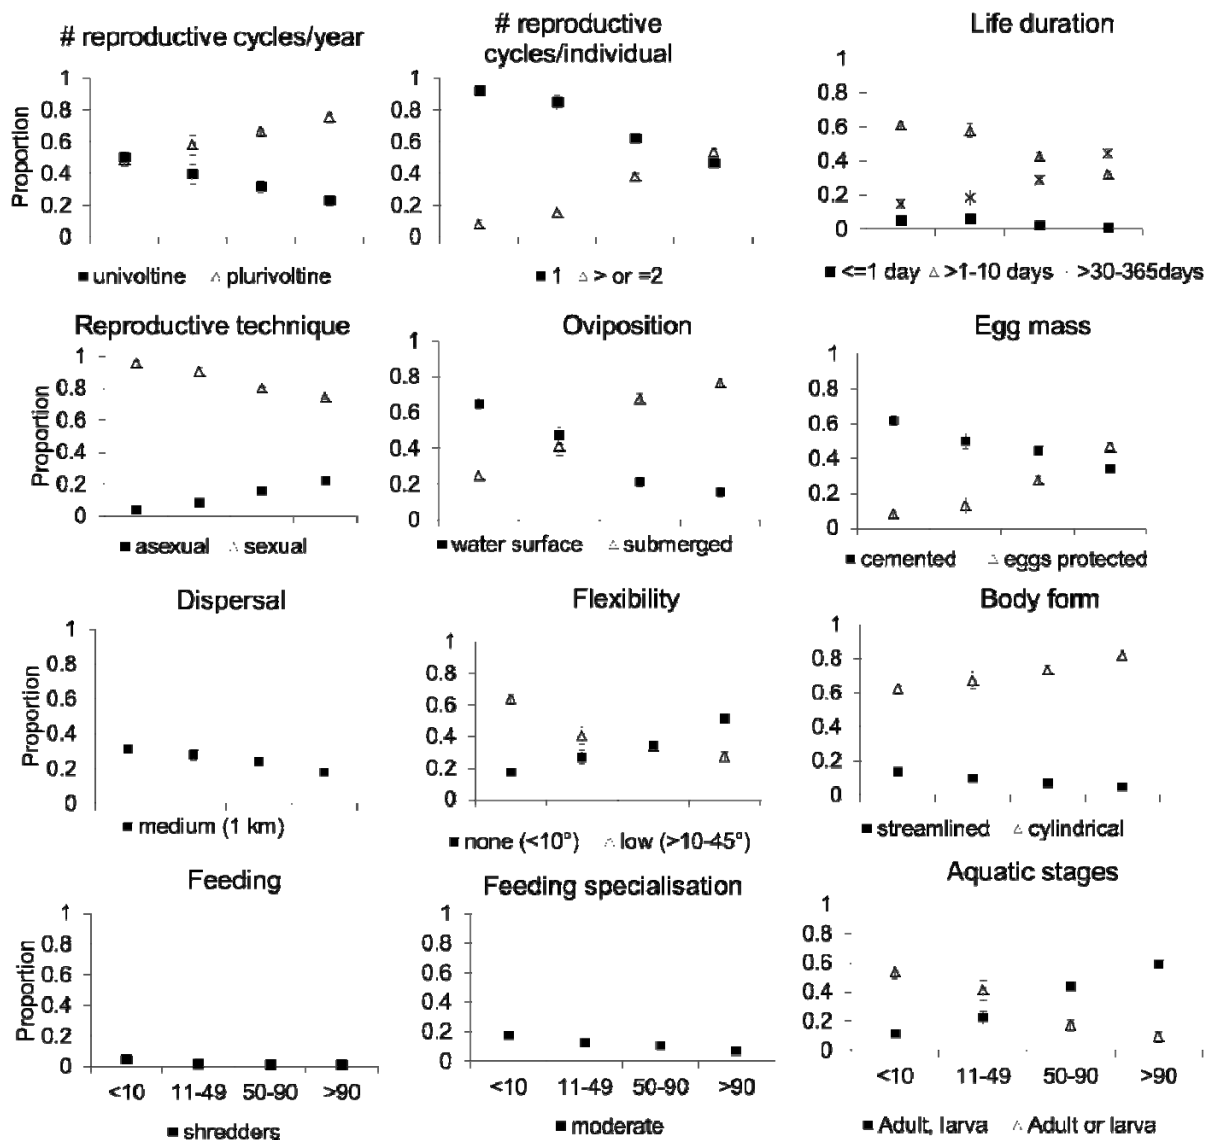 # reproductive cycles/year
# reproductive
cycles/individual
Life duration
Proportion
1
0.8
0.6
0.4
0.2
0
■ univoltine △ plurivoltine
1
0.8
0.6
0.4
0.2
0
■ 1 △ > or =2
1
0.8
0.6
0.4
0.2
0
■ <=1 day △ >1-10 days · >30-365days
Reproductive technique
Oviposition
Egg mass
Proportion
1
0.8
0.6
0.4
0.2
0
■ asexual △ sexual
1
0.8
0.6
0.4
0.2
0
■ water surface △ submerged
1
0.8
0.6
0.4
0.2
0
■ cemented △ eggs protected
Dispersal
Flexibility
Body form
Proportion
1
0.8
0.6
0.4
0.2
0
■ medium (1 km)
1
0.8
0.6
0.4
0.2
0
■ none (<10°) △ low (>10-45°)
1
0.8
0.6
0.4
0.2
0
■ streamlined △ cylindrical
Feeding
Feeding specialisation
Aquatic stages
Proportion
1
0.8
0.6
0.4
0.2
0
<10 11-49 50-90 >90
■ shredders
1
0.8
0.6
0.4
0.2
0
<10 11-49 50-90 >90
■ moderate
1
0.8
0.6
0.4
0.2
0
<10 11-49 50-90 >90
■ Adult, larva △ Adult or larva